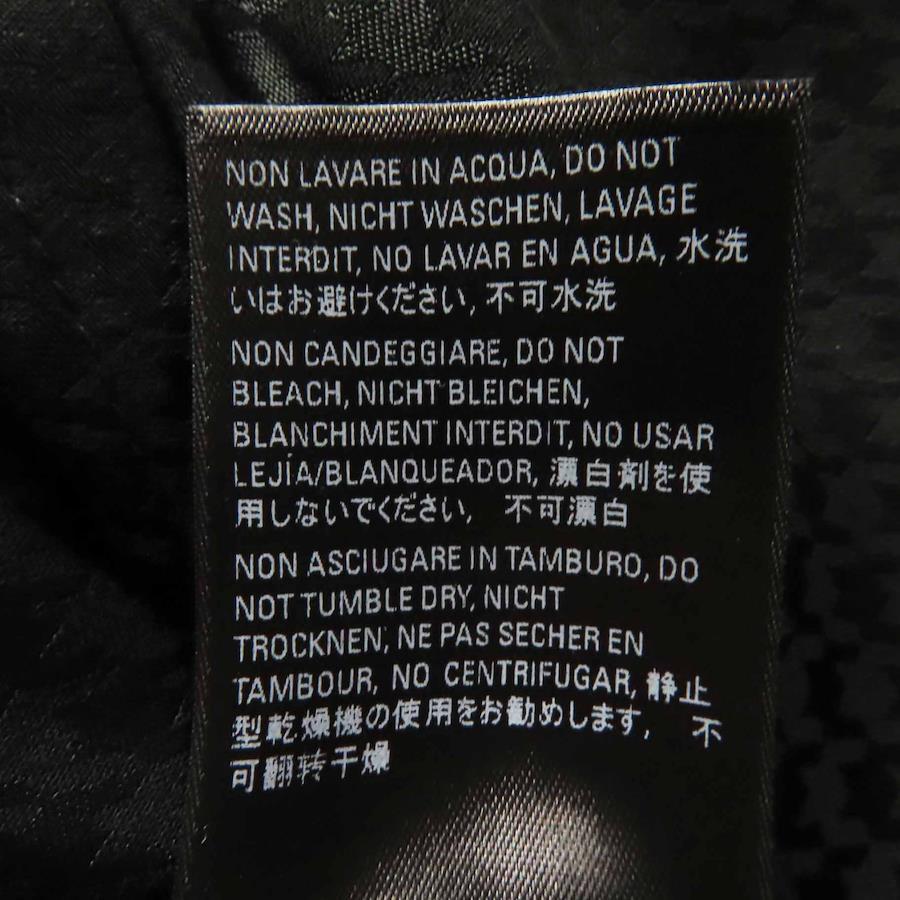 NON LAVARE IN ACQUA, DO NOT
WASH, NICHT WASCHEN, LAVAGE
INTERDIT, NO LAVAR EN AGUA, 水洗
いはお避けください, 不可水洗
NON CANDEGGIARE, DO NOT
BLEACH, NICHT BLEICHEN,
BLANCHIMENT INTERDIT, NO USAR
LEJÍA/BLANQUEADOR, 漂白剤を使
用しないでください, 不可漂白
NON ASCIUGARE IN TAMBURO, DO
NOT TUMBLE DRY, NICHT
TROCKNEN, NE PAS SECHER EN
TAMBOUR, NO CENTRIFUGAR, 静止
型乾燥機の使用をお勧めします, 不
可翻转干燥